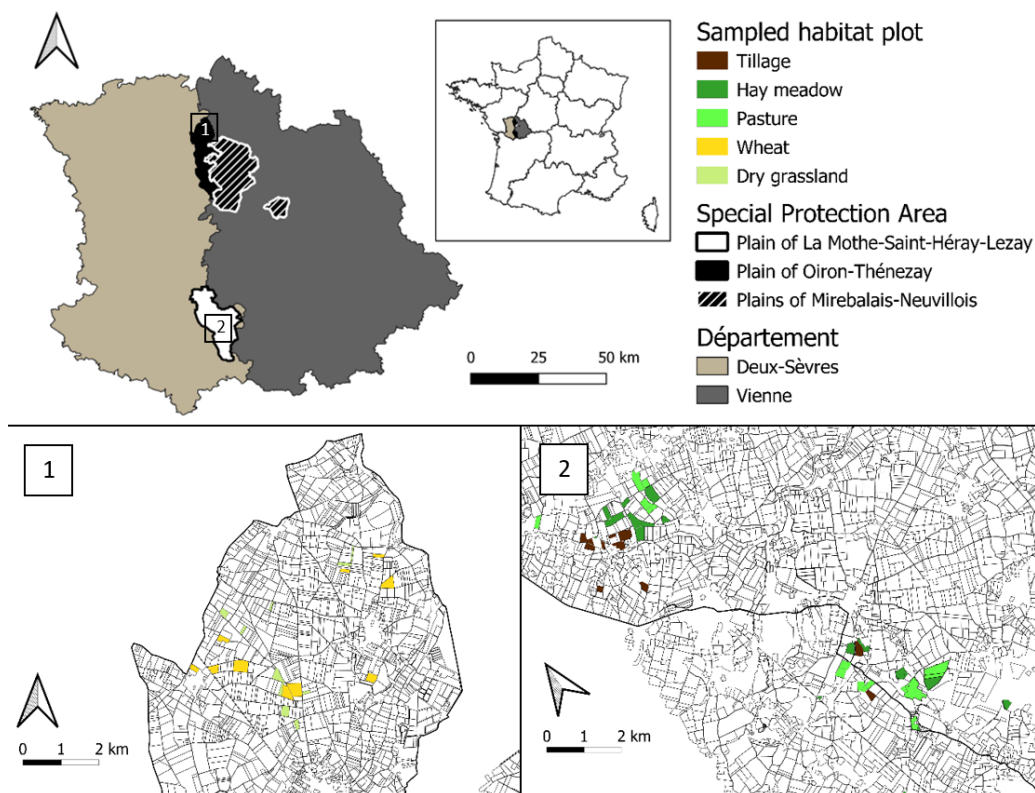 1
2
0 25 50 km
Sampled habitat plot
Tillage
Hay meadow
Pasture
Wheat
Dry grassland
Special Protection Area
Plain of La Mothe-Saint-Héray-Lezay
Plain of Oiron-Thénezay
Plains of Mirebalais-Neuvillois
Département
Deux-Sèvres
Vienne
1
0 1 2 km
2
0 1 2 km